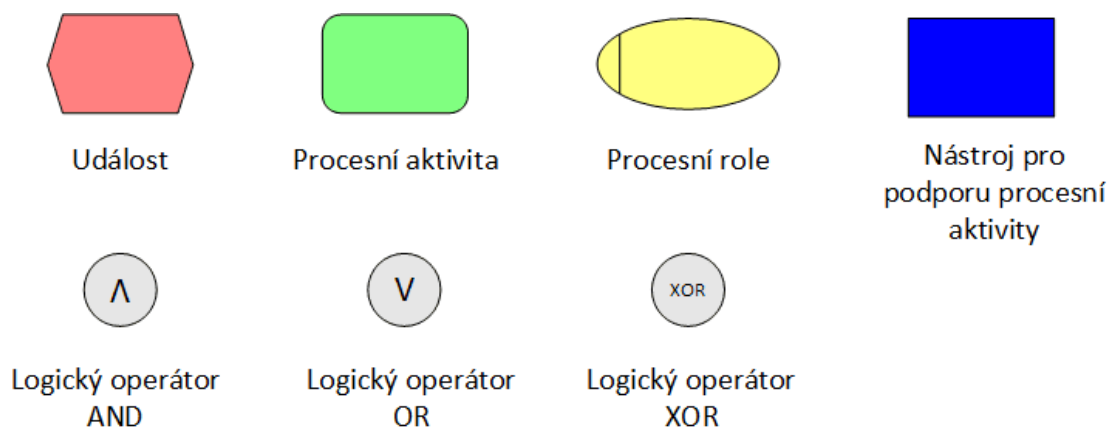 Událost
Procesní aktivita
Procesní role
Nástroj pro
podporu procesní
aktivity
Λ
V
XOR
Logický operátor
AND
Logický operátor
OR
Logický operátor
XOR